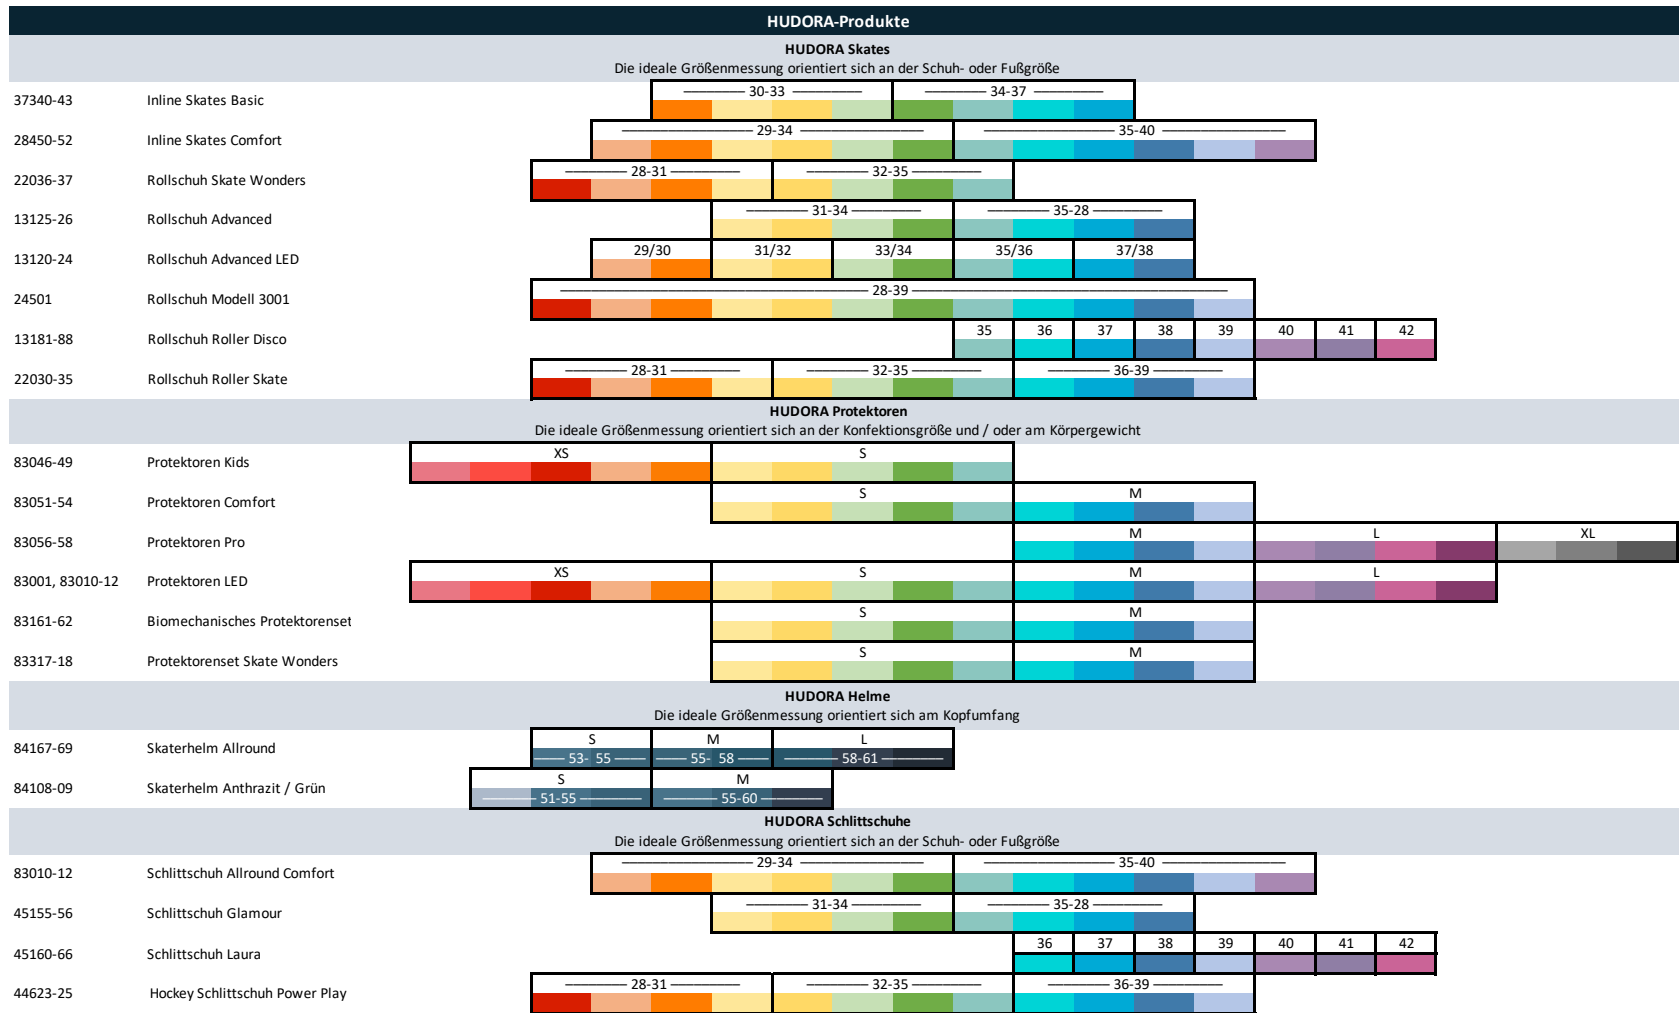 HUDORA-Produkte
HUDORA Skates
Die ideale Größenmessung orientiert sich an der Schuh- oder Fußgröße
37340-43 Inline Skates Basic 30-33 34-37
28450-52 Inline Skates Comfort 29-34 35-40
22036-37 Rollschuh Skate Wonders 28-31 32-35
13125-26 Rollschuh Advanced 31-34 35-28
13120-24 Rollschuh Advanced LED 29/30 31/32 33/34 35/36 37/38
24501 Rollschuh Modell 3001 28-39
13181-88 Rollschuh Roller Disco 35 36 37 38 39 40 41 42
22030-35 Rollschuh Roller Skate 28-31 32-35 36-39
HUDORA Protektoren
Die ideale Größenmessung orientiert sich an der Konfektionsgröße und / oder am Körpergewicht
83046-49 Protektoren Kids XS S
83051-54 Protektoren Comfort S M
83056-58 Protektoren Pro M L XL
83001, 83010-12 Protektoren LED XS S M L
83161-62 Biomechanisches Protektorenset S M
83317-18 Protektorenset Skate Wonders S M
HUDORA Helme
Die ideale Größenmessung orientiert sich am Kopfumfang
S M L
84167-69 Skaterhelm Allround 53- 55 55- 58 58-61
S M
84108-09 Skaterhelm Anthrazit / Grün 51-55 55-60
HUDORA Schlittschuhe
Die ideale Größenmessung orientiert sich an der Schuh- oder Fußgröße
83010-12 Schlittschuh Allround Comfort 29-34 35-40
45155-56 Schlittschuh Glamour 31-34 35-28
45160-66 Schlittschuh Laura 36 37 38 39 40 41 42
44623-25 Hockey Schlittschuh Power Play 28-31 32-35 36-39